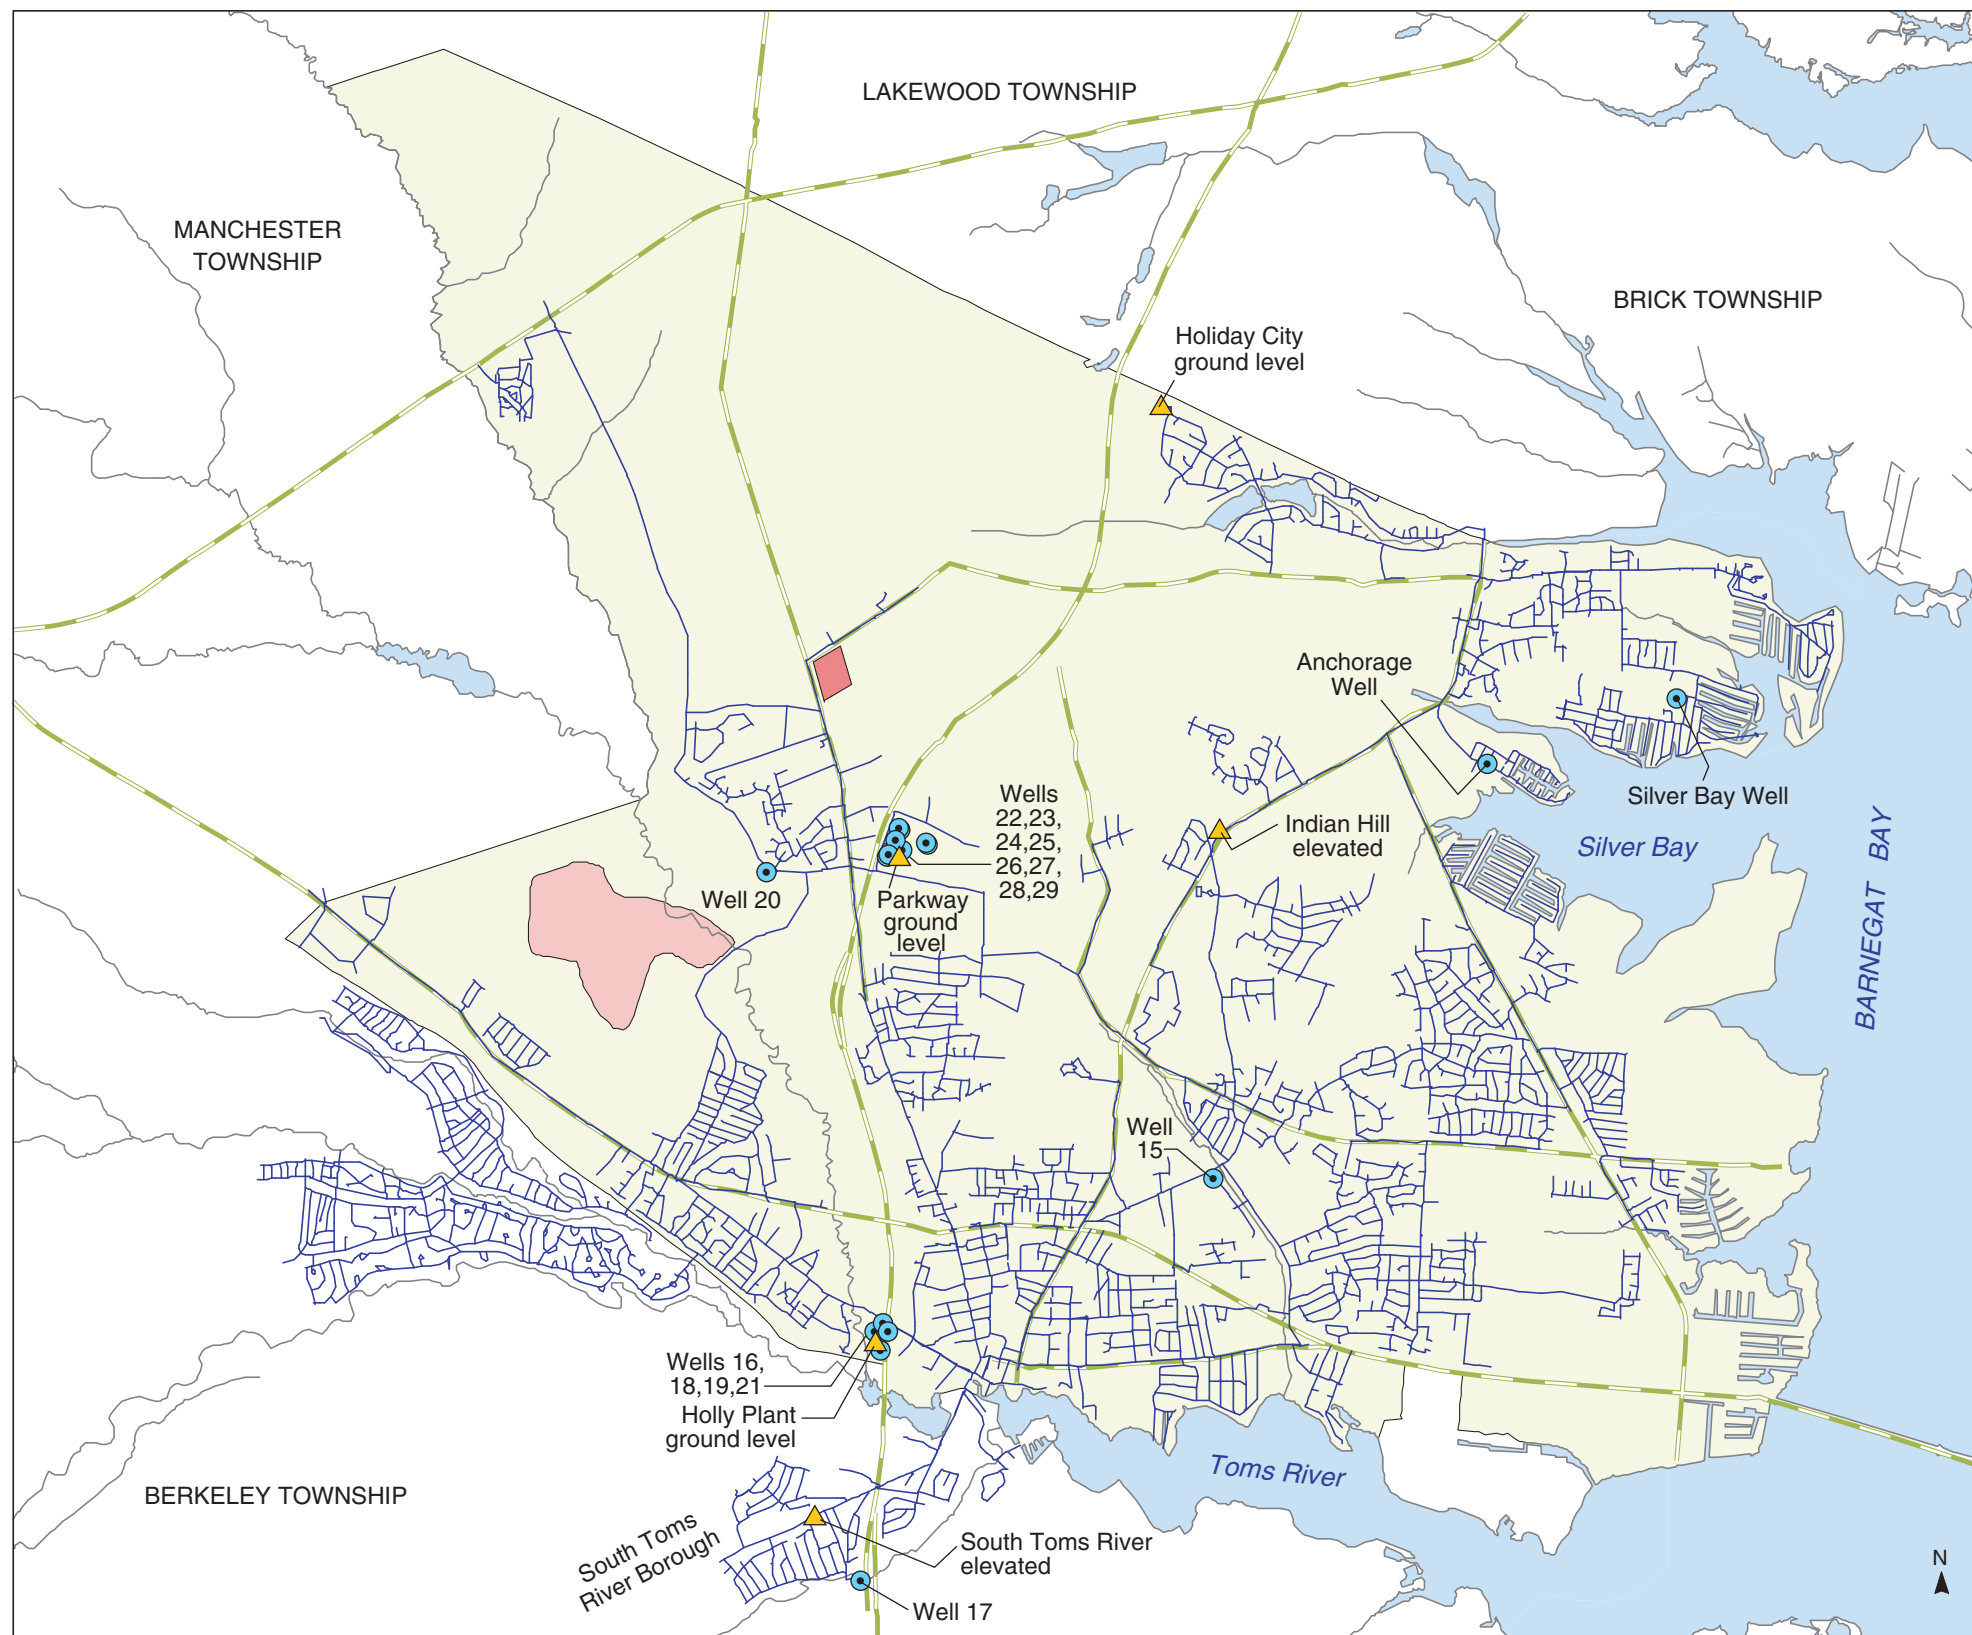 LAKEWOOD TOWNSHIP
MANCHESTER
TOWNSHIP
BRICK TOWNSHIP
Holiday City
ground level
Anchorage
Well
Silver Bay Well
Wells
22,23,
24,25,
26,27,
28,29
Indian Hill
elevated
Silver Bay
BARNEGAT BAY
Well 20
Parkway
ground
level
Well
15
Wells 16,
18,19,21
Holly Plant
ground level
Toms River
BERKELEY TOWNSHIP
South Toms
River Borough
South Toms River
elevated
Well 17
N